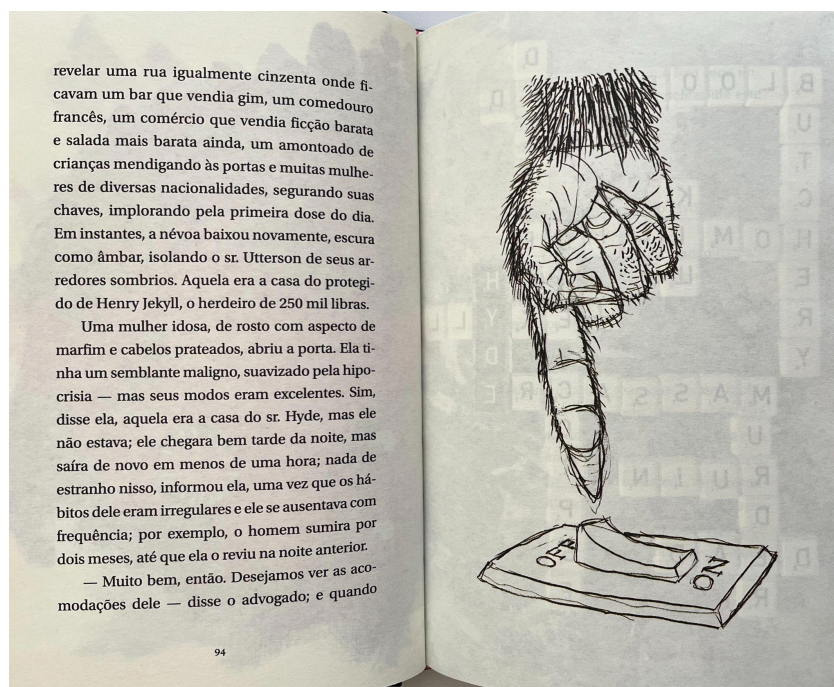 revelar uma rua igualmente cinzenta onde fi-
cavam um bar que vendia gim, um comedouro
francês, um comércio que vendia ficção barata
e salada mais barata ainda, um amontoado de
crianças mendigando às portas e muitas mulhe-
res de diversas nacionalidades, segurando suas
chaves, implorando pela primeira dose do dia.
Em instantes, a névoa baixou novamente, escura
como âmbar, isolando o sr. Utterson de seus ar-
redores sombrios. Aquela era a casa do protegi-
do de Henry Jekyll, o herdeiro de 250 mil libras.
Uma mulher idosa, de rosto com aspecto de
marfim e cabelos prateados, abriu a porta. Ela ti-
nha um semblante maligno, suavizado pela hipo-
crisia — mas seus modos eram excelentes. Sim,
disse ela, aquela era a casa do sr. Hyde, mas ele
não estava; ele chegara bem tarde da noite, mas
saíra de novo em menos de uma hora; nada de
estranho nisso, informou ela, uma vez que os há-
bitos dele eram irregulares e ele se ausentava com
frequência; por exemplo, o homem sumira por
dois meses, até que ela o reviu na noite anterior.
— Muito bem, então. Desejamos ver as aco-
modações dele — disse o advogado; e quando
94
OFF
ON